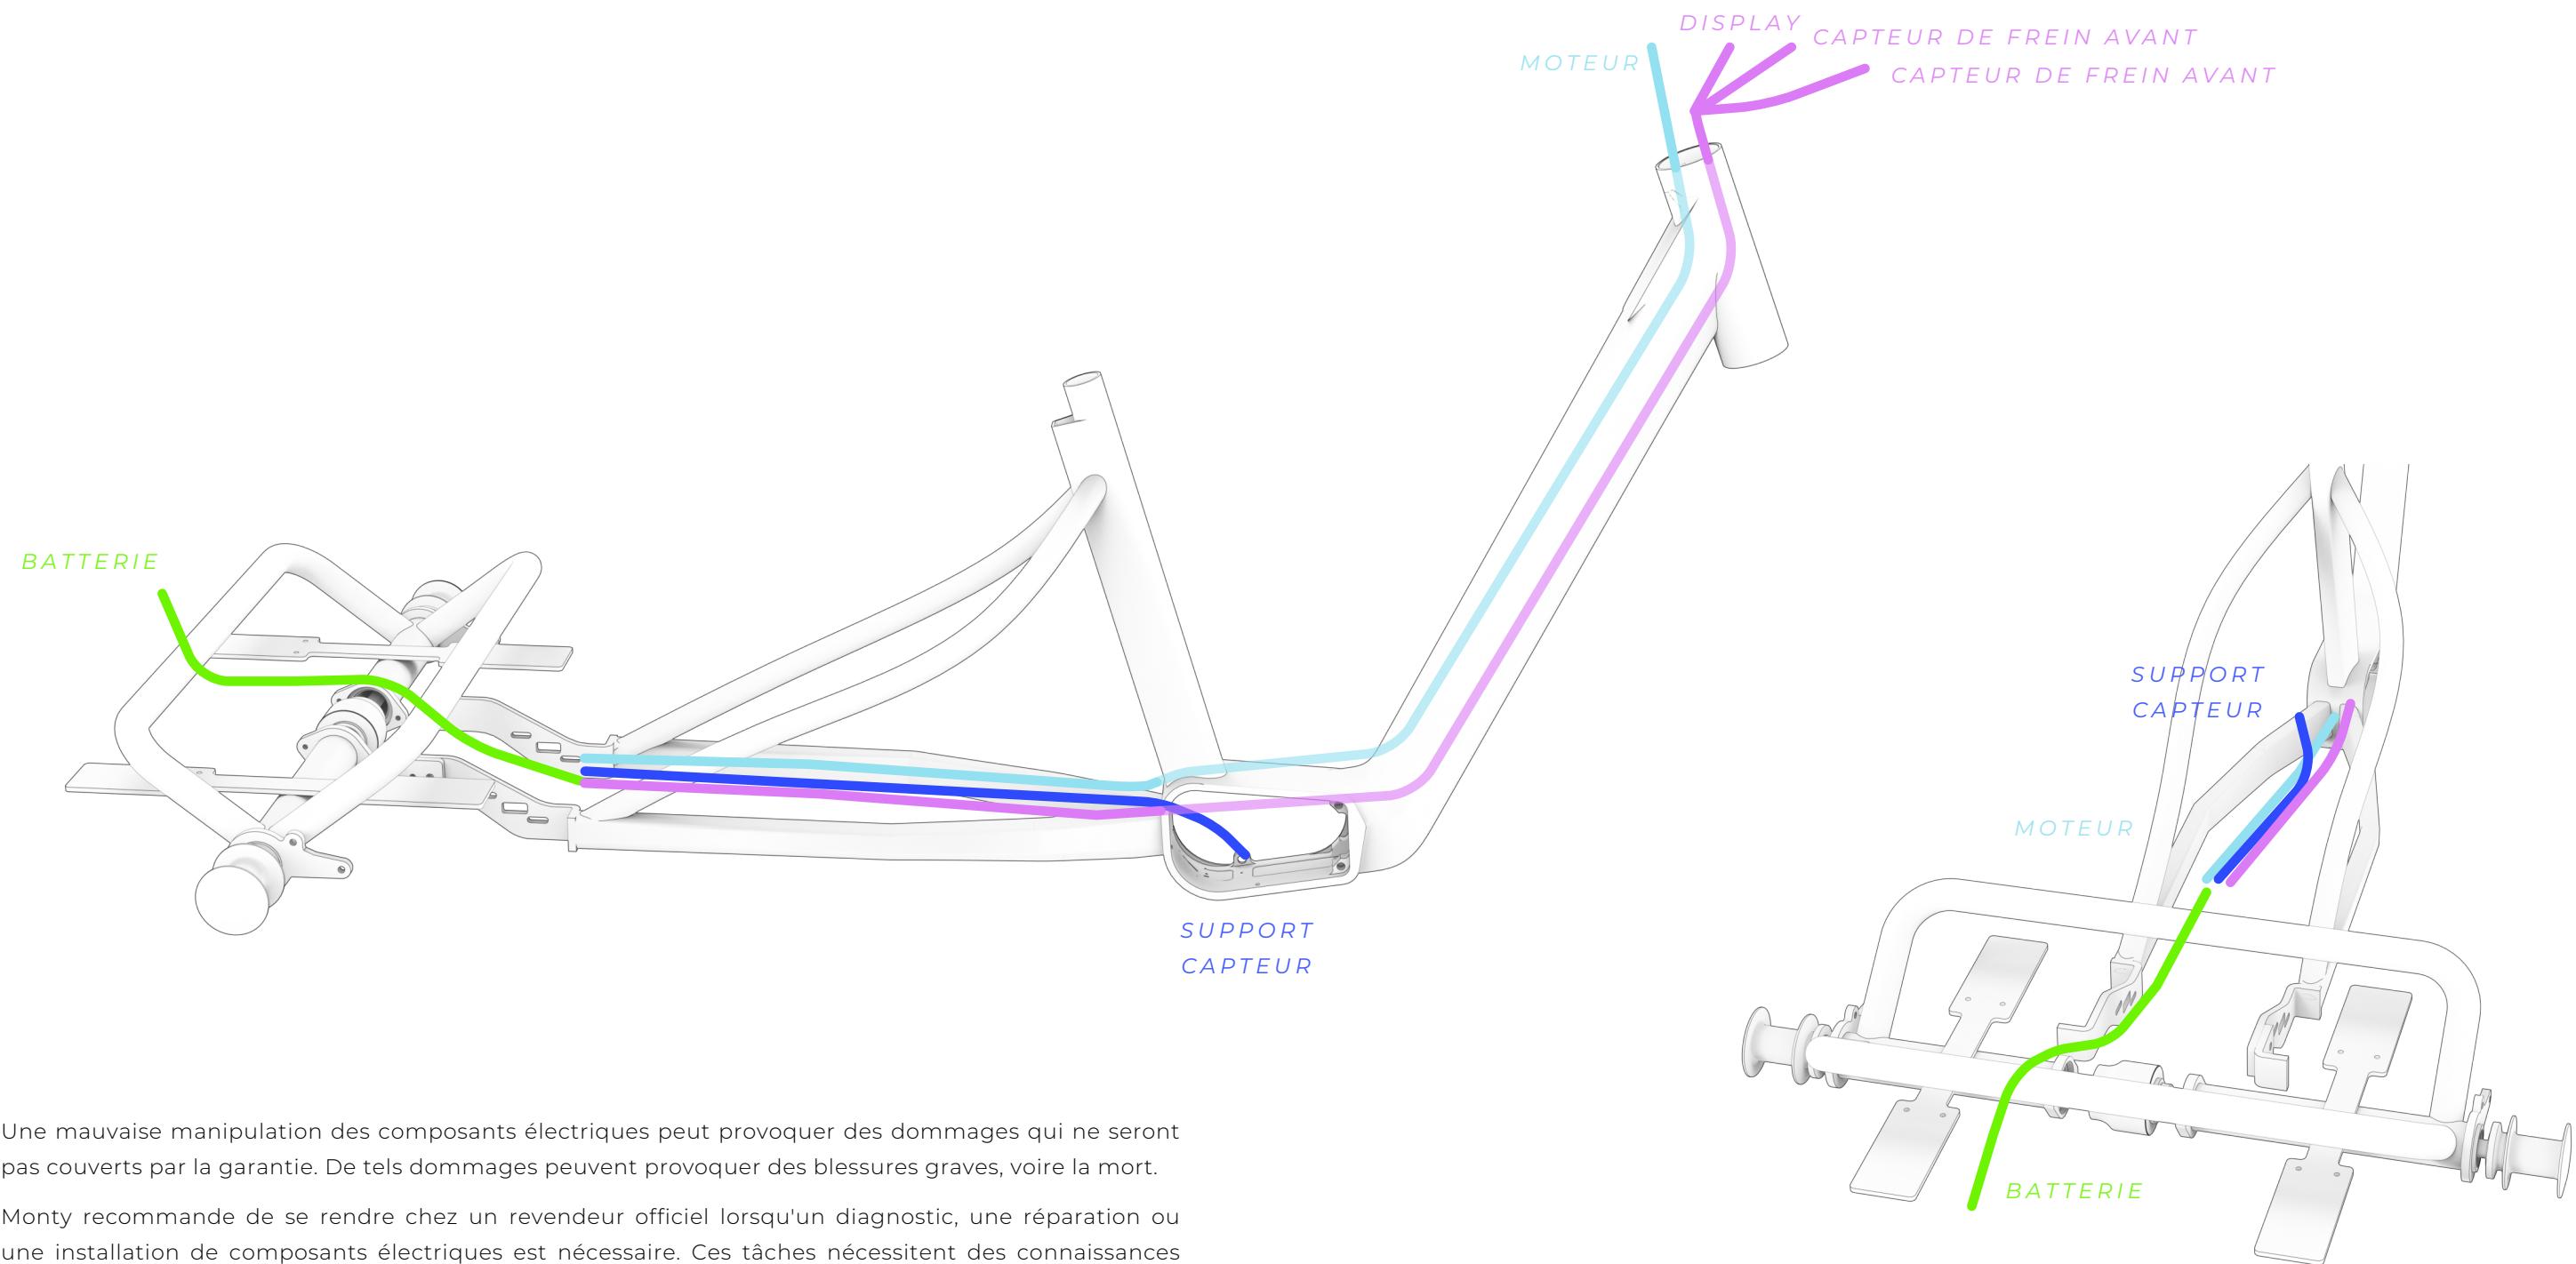 DISPLAY
CAPTEUR DE FREIN AVANT
MOTEUR
CAPTEUR DE FREIN AVANT
BATTERIE
SUPPORT
CAPTEUR
MOTEUR
SUPPORT
CAPTEUR
BATTERIE
Une mauvaise manipulation des composants électriques peut provoquer des dommages qui ne seront
pas couverts par la garantie. De tels dommages peuvent provoquer des blessures graves, voire la mort.
Monty recommande de se rendre chez un revendeur officiel lorsqu'un diagnostic, une réparation ou
une installation de composants électriques est nécessaire. Ces tâches nécessitent des connaissances